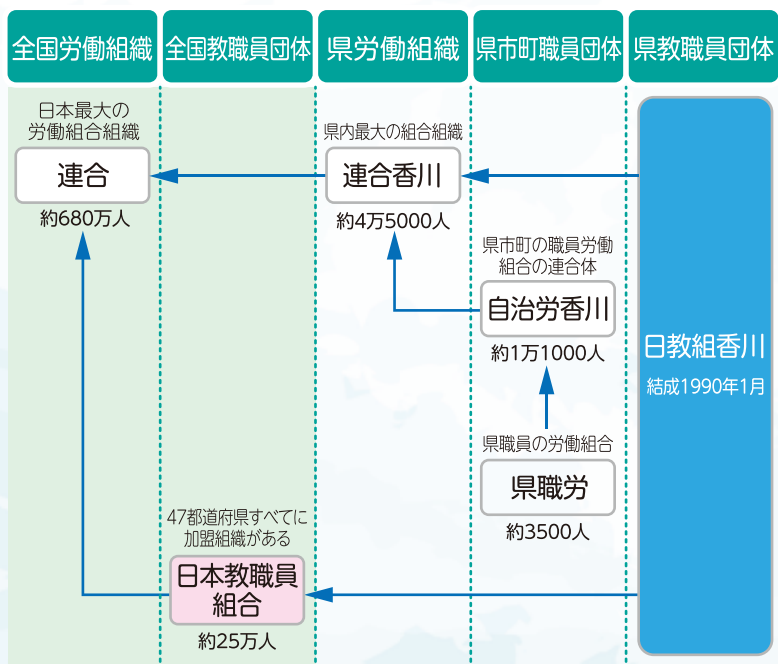 全国労働組織
全国教職員団体
県労働組織
県市町職員団体
県教職員団体
日本最大の
労働組合組織
連合
約680万人
県内最大の組合組織
連合香川
約4万5000人
県市町の職員労働
組合の連合体
自治労香川
約1万1000人
県職員の労働組合
県職労
約3500人
日教組香川
結成1990年1月
47都道府県すべてに
加盟組織がある
日本教職員
組合
約25万人